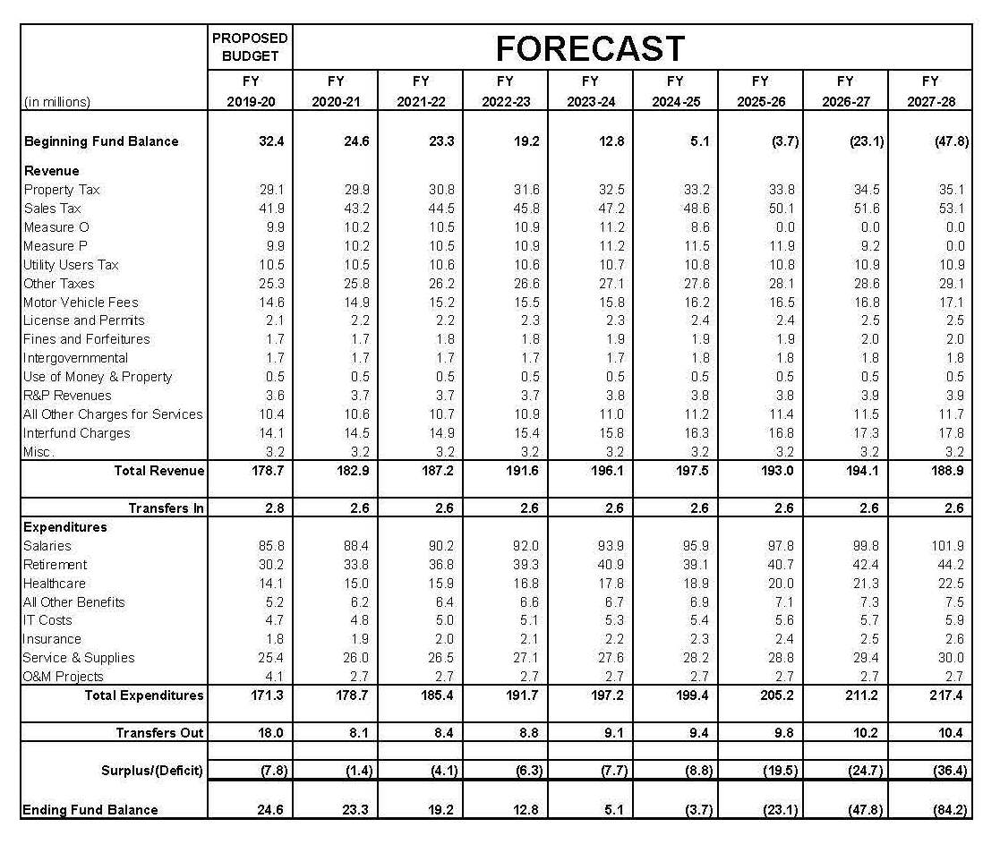 PROPOSED
BUDGET FORECAST
FY FY FY FY FY FY FY FY FY
(in millions) 2019-20 2020-21 2021-22 2022-23 2023-24 2024-25 2025-26 2026-27 2027-28
Beginning Fund Balance 32.4 24.6 23.3 19.2 12.8 5.1 (3.7) (23.1) (47.8)
Revenue
Property Tax 29.1 29.9 30.8 31.6 32.5 33.2 33.8 34.5 35.1
Sales Tax 41.9 43.2 44.5 45.8 47.2 48.6 50.1 51.6 53.1
Measure O 9.9 10.2 10.5 10.9 11.2 8.6 0.0 0.0 0.0
Measure P 9.9 10.2 10.5 10.9 11.2 11.5 11.9 9.2 0.0
Utility Users Tax 10.5 10.5 10.6 10.6 10.7 10.8 10.8 10.9 10.9
Other Taxes 25.3 25.8 26.2 26.6 27.1 27.6 28.1 28.6 29.1
Motor Vehicle Fees 14.6 14.9 15.2 15.5 15.8 16.2 16.5 16.8 17.1
License and Permits 2.1 2.2 2.2 2.3 2.3 2.4 2.4 2.5 2.5
Fines and Forfeitures 1.7 1.7 1.8 1.8 1.9 1.9 1.9 2.0 2.0
Intergovernmental 1.7 1.7 1.7 1.7 1.7 1.8 1.8 1.8 1.8
Use of Money & Property 0.5 0.5 0.5 0.5 0.5 0.5 0.5 0.5 0.5
R&P Revenues 3.6 3.7 3.7 3.7 3.8 3.8 3.8 3.9 3.9
All Other Charges for Services 10.4 10.6 10.7 10.9 11.0 11.2 11.4 11.5 11.7
Interfund Charges 14.1 14.5 14.9 15.4 15.8 16.3 16.8 17.3 17.8
Misc. 3.2 3.2 3.2 3.2 3.2 3.2 3.2 3.2 3.2
Total Revenue 178.7 182.9 187.2 191.6 196.1 197.5 193.0 194.1 188.9
Transfers In 2.8 2.6 2.6 2.6 2.6 2.6 2.6 2.6 2.6
Expenditures
Salaries 85.8 88.4 90.2 92.0 93.9 95.9 97.8 99.8 101.9
Retirement 30.2 33.8 36.8 39.3 40.9 39.1 40.7 42.4 44.2
Healthcare 14.1 15.0 15.9 16.8 17.8 18.9 20.0 21.3 22.5
All Other Benefits 5.2 6.2 6.4 6.6 6.7 6.9 7.1 7.3 7.5
IT Costs 4.7 4.8 5.0 5.1 5.3 5.4 5.6 5.7 5.9
Insurance 1.8 1.9 2.0 2.1 2.2 2.3 2.4 2.5 2.6
Service & Supplies 25.4 26.0 26.5 27.1 27.6 28.2 28.8 29.4 30.0
O&M Projects 4.1 2.7 2.7 2.7 2.7 2.7 2.7 2.7 2.7
Total Expenditures 171.3 178.7 185.4 191.7 197.2 199.4 205.2 211.2 217.4
Transfers Out 18.0 8.1 8.4 8.8 9.1 9.4 9.8 10.2 10.4
Surplus/(Deficit) (7.8) (1.4) (4.1) (6.3) (7.7) (8.8) (19.5) (24.7) (36.4)
Ending Fund Balance 24.6 23.3 19.2 12.8 5.1 (3.7) (23.1) (47.8) (84.2)